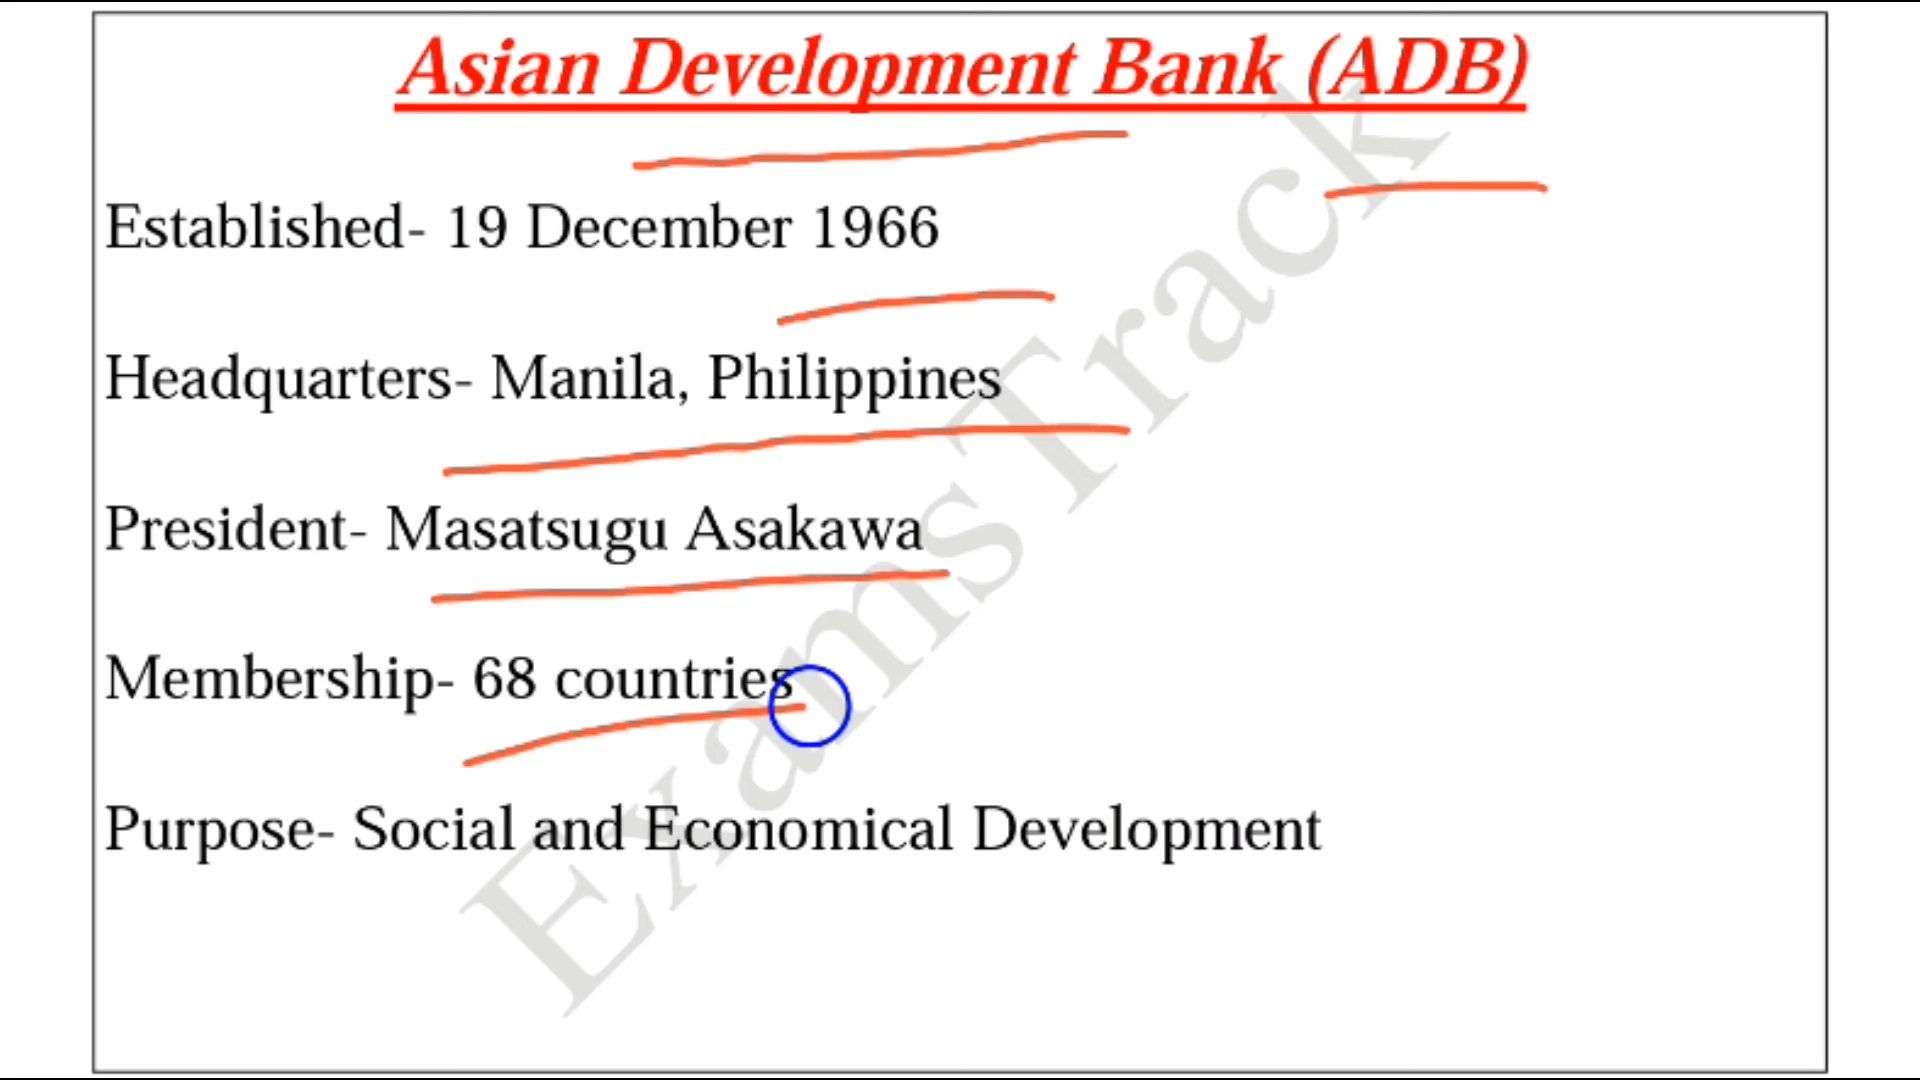 Asian Development Bank (ADB)
Established- 19 December 1966
Headquarters- Manila, Philippines
President- Masatsugu Asakawa
Membership- 68 countries
Purpose- Social and Economical Development
ExamsTrack